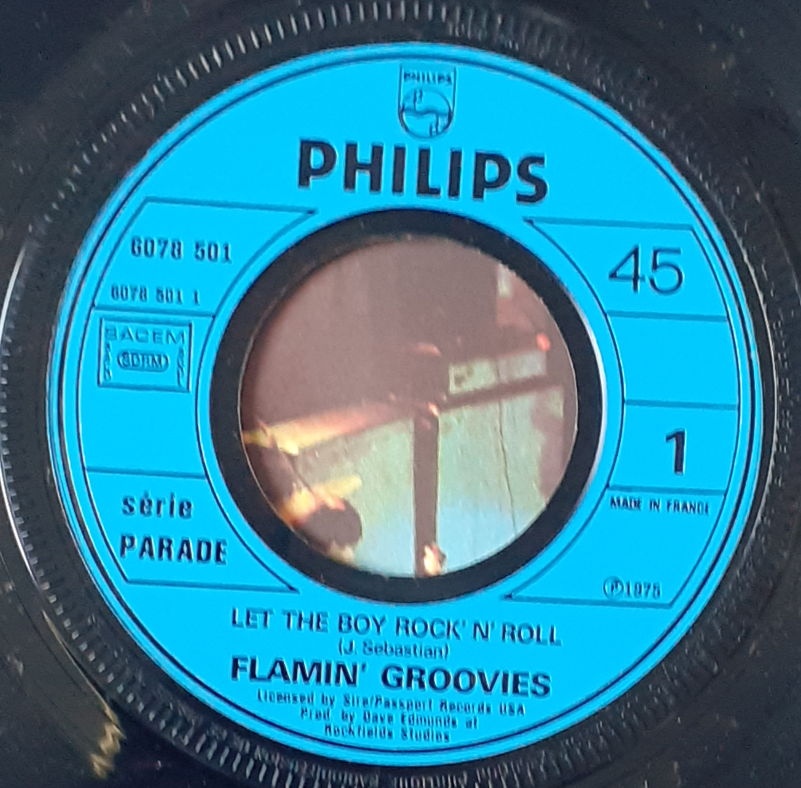 PHILIPS
PHILIPS
6078 501
6078 501 1
SACEM
SDRM
série
PARADE
45
1
MADE IN FRANCE
℗1975
LET THE BOY ROCK' N' ROLL
(J. Sebastian)
FLAMIN' GROOVIES
Licensed by Sire/Passport Records USA
Prod. by Dave Edmunds at
Rockfields Studios